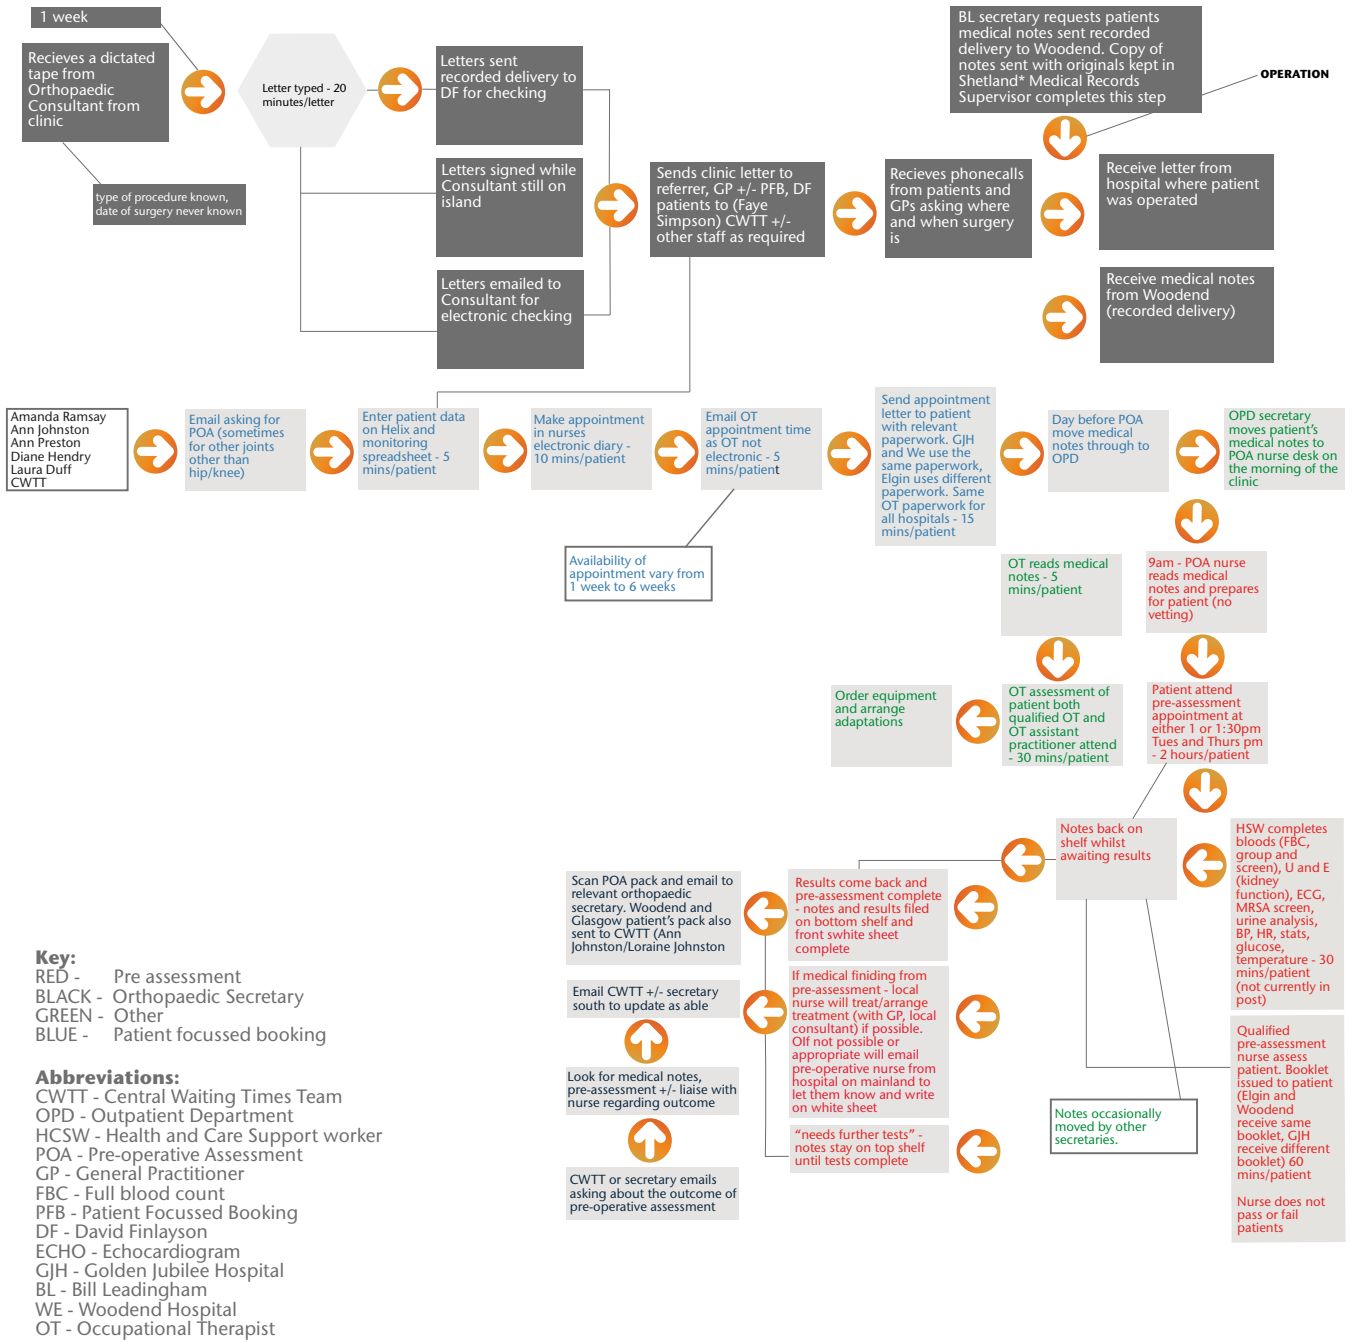 1 week
Recieves a dictated
tape from
Orthopaedic
Consultant from
clinic
type of procedure known,
date of surgery never known
Letter typed - 20
minutes/letter
Letters sent
recorded delivery to
DF for checking
Letters signed while
Consultant still on
island
Letters emailed to
Consultant for
electronic checking
Sends clinic letter to
referrer, GP +/- PFB, DF
patients to (Faye
Simpson) CWTT +/-
other staff as required
Recieves phonecalls
from patients and
GPs asking where
and when surgery
is
BL secretary requests patients
medical notes sent recorded
delivery to Woodend. Copy of
notes sent with originals kept in
Shetland* Medical Records
Supervisor completes this step
OPERATION
Receive letter from
hospital where patient
was operated
Receive medical notes
from Woodend
(recorded delivery)
Amanda Ramsay
Ann Johnston
Ann Preston
Diane Hendry
Laura Duff
CWTT
Email asking for
POA (sometimes
for other joints
other than
hip/knee)
Enter patient data
on Helix and
monitoring
spreadsheet - 5
mins/patient
Make appointment
in nurses
electronic diary -
10 mins/patient
Email OT
appointment time
as OT not
electronic - 5
mins/patient
Availability of
appointment vary from
1 week to 6 weeks
Send appointment
letter to patient
with relevant
paperwork. GJH
and We use the
same paperwork,
Elgin uses different
paperwork. Same
OT paperwork for
all hospitals - 15
mins/patient
Day before POA
move medical
notes through to
OPD
OPD secretary
moves patient's
medical notes to
POA nurse desk on
the morning of the
clinic
OT reads medical
notes - 5
mins/patient
9am - POA nurse
reads medical
notes and prepares
for patient (no
vetting)
Order equipment
and arrange
adaptations
OT assessment of
patient both
qualified OT and
OT assistant
practitioner attend
- 30 mins/patient
Patient attend
pre-assessment
appointment at
either 1 or 1:30pm
Tues and Thurs pm
- 2 hours/patient
Notes back on
shelf whilst
awaiting results
HSW completes
bloods (FBC,
group and
screen), U and E
(kidney
function), ECG,
MRSA screen,
urine analysis,
BP, HR, stats,
glucose,
temperature - 30
mins/patient
(not currently in
post)
Scan POA pack and email to
relevant orthopaedic
secretary. Woodend and
Glasgow patient's pack also
sent to CWTT (Ann
Johnston/Loraine Johnston
Results come back and
pre-assessment complete
- notes and results filed
on bottom shelf and
front swhite sheet
complete
Email CWTT +/- secretary
south to update as able
If medical finiding from
pre-assessment - local
nurse will treat/arrange
treatment (with GP, local
consultant) if possible.
OIf not possible or
appropriate will email
pre-operative nurse from
hospital on mainland to
let them know and write
on white sheet
Look for medical notes,
pre-assessment +/- liaise with
nurse regarding outcome
"needs further tests" -
notes stay on top shelf
until tests complete
CWTT or secretary emails
asking about the outcome of
pre-operative assessment
Notes occasionally
moved by other
secretaries.
Qualified
pre-assessment
nurse assess
patient. Booklet
issued to patient
(Elgin and
Woodend
receive same
booklet, GJH
receive different
booklet) 60
mins/patient
Nurse does not
pass or fail
patients
Key:
RED - Pre assessment
BLACK - Orthopaedic Secretary
GREEN - Other
BLUE - Patient focussed booking
Abbreviations:
CWTT - Central Waiting Times Team
OPD - Outpatient Department
HCSW - Health and Care Support worker
POA - Pre-operative Assessment
GP - General Practitioner
FBC - Full blood count
PFB - Patient Focussed Booking
DF - David Finlayson
ECHO - Echocardiogram
GJH - Golden Jubilee Hospital
BL - Bill Leadingham
WE - Woodend Hospital
OT - Occupational Therapist